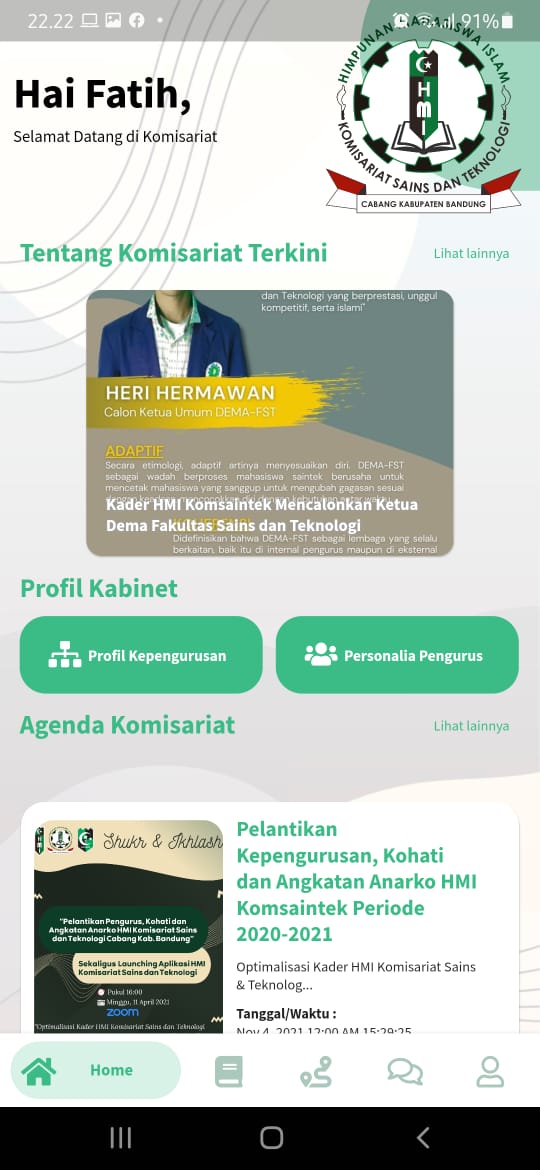 22.22
91%
Hai Fatih,
Selamat Datang di Komisariat
HIMPUNAN MAHASISWA ISLAM
HMI
KOMISARIAT SAINS DAN TEKNOLOGI
CABANG KABUPATEN BANDUNG
Tentang Komisariat Terkini
Lihat lainnya
dan Teknologi yang berprestasi, unggul
kompetitif, serta islami"
HERI HERMAWAN
Calon Ketua Umum DEMA-FST
ADAPTIF
Secara etimologi, adaptif artinya menyesuaikan diri. DEMA-FST
sebagai wadah berproses mahasiswa saintek berusaha untuk
mencetak mahasiswa yang sanggup untuk mengubah gagasan sesuai
Kader HMI Komsaintek Mencalonkan Ketua
Dema Fakultas Sains dan Teknologi
Didefinisikan bahwa DEMA-FST sebagai lembaga yang selalu
berkaitan, baik itu di internal pengurus maupun di eksternal
Profil Kabinet
Profil Kepengurusan
Personalia Pengurus
Agenda Komisariat
Lihat lainnya
Shukr & Ikhlash
"Pelantikan Pengurus, Kohati dan
Angkatan Anarko HMI Komsaintek Sains
dan Teknologi Cabang Kab. Bandung"
Sekaligus Launching Aplikasi HMI
Komisariat Sains dan Teknologi
Pukul 16:00
Minggu, 11 April 2021
zoom
"Optimalisasi Kader HMI Komisariat Sains dan Teknologi
Pelantikan
Kepengurusan, Kohati
dan Angkatan Anarko HMI
Komsaintek Periode
2020-2021
Optimalisasi Kader HMI Komisariat Sains
& Teknolog...
Tanggal/Waktu :
Nov 4, 2021 12:00 AM 15:29:25
Home